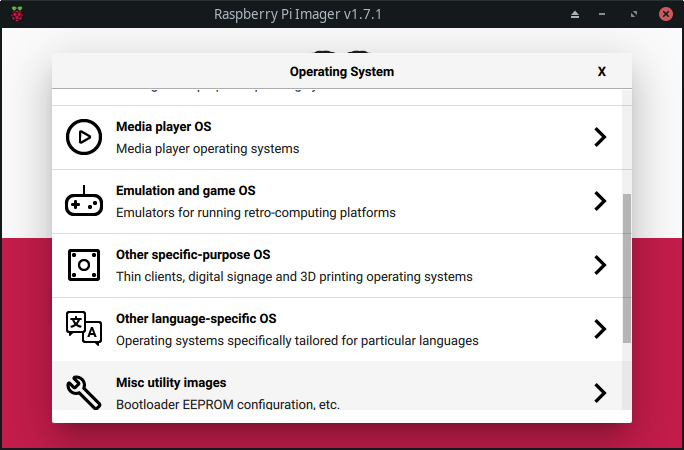 Raspberry Pi Imager v1.7.1
Operating System
X
Media player OS
Media player operating systems
Emulation and game OS
Emulators for running retro-computing platforms
Other specific-purpose OS
Thin clients, digital signage and 3D printing operating systems
Other language-specific OS
文
A
Operating systems specifically tailored for particular languages
Misc utility images
Bootloader EEPROM configuration, etc.